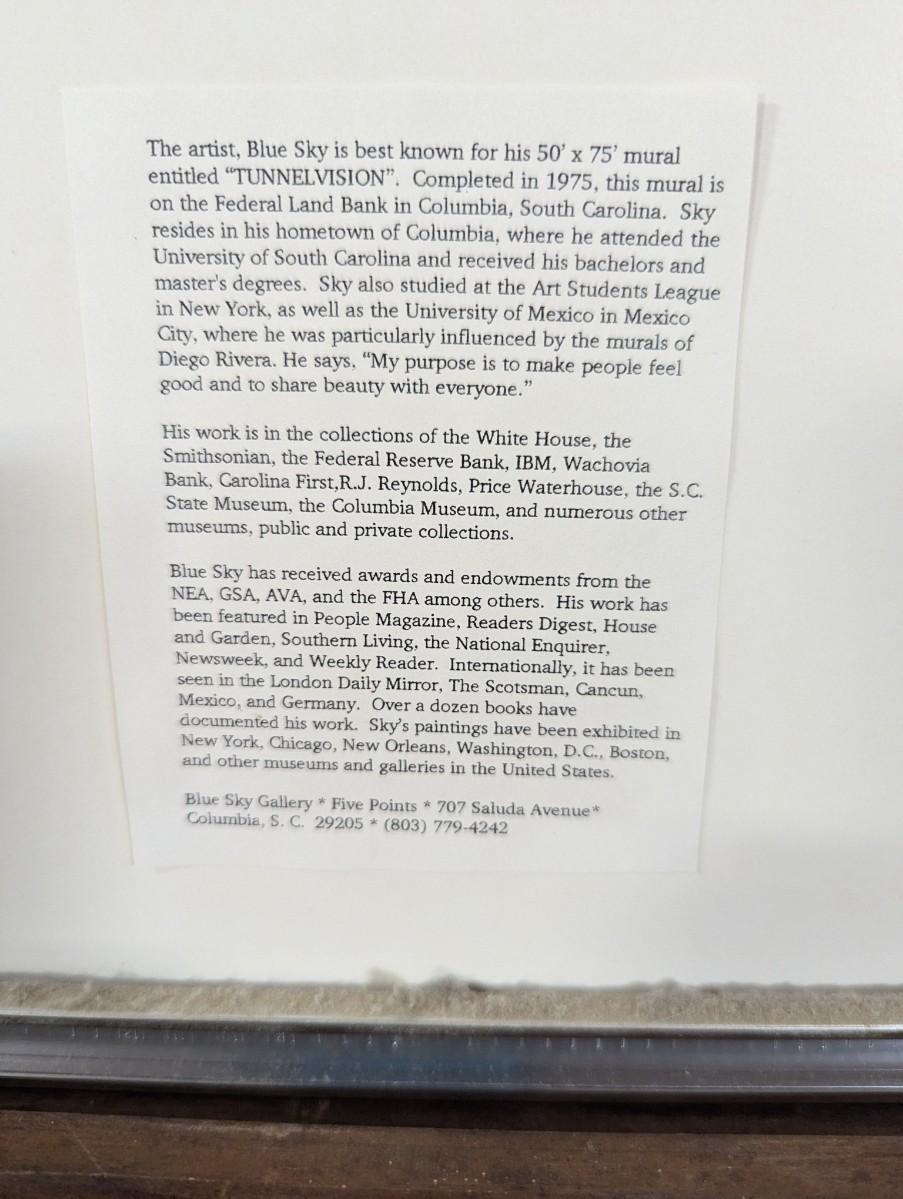 The artist, Blue Sky is best known for his 50' x 75' mural
entitled “TUNNELVISION”. Completed in 1975, this mural is
on the Federal Land Bank in Columbia, South Carolina. Sky
resides in his hometown of Columbia, where he attended the
University of South Carolina and received his bachelors and
master's degrees. Sky also studied at the Art Students League
in New York, as well as the University of Mexico in Mexico
City, where he was particularly influenced by the murals of
Diego Rivera. He says, “My purpose is to make people feel
good and to share beauty with everyone.”
His work is in the collections of the White House, the
Smithsonian, the Federal Reserve Bank, IBM, Wachovia
Bank, Carolina First,R.J. Reynolds, Price Waterhouse, the S.C.
State Museum, the Columbia Museum, and numerous other
museums, public and private collections.
Blue Sky has received awards and endowments from the
NEA, GSA, AVA, and the FHA among others. His work has
been featured in People Magazine, Readers Digest, House
and Garden, Southern Living, the National Enquirer,
Newsweek, and Weekly Reader. Internationally, it has been
seen in the London Daily Mirror, The Scotsman, Cancun,
Mexico, and Germany. Over a dozen books have
documented his work. Sky's paintings have been exhibited in
New York, Chicago, New Orleans, Washington, D.C., Boston,
and other museums and galleries in the United States.
Blue Sky Gallery * Five Points * 707 Saluda Avenue*
Columbia, S. C. 29205 * (803) 779-4242